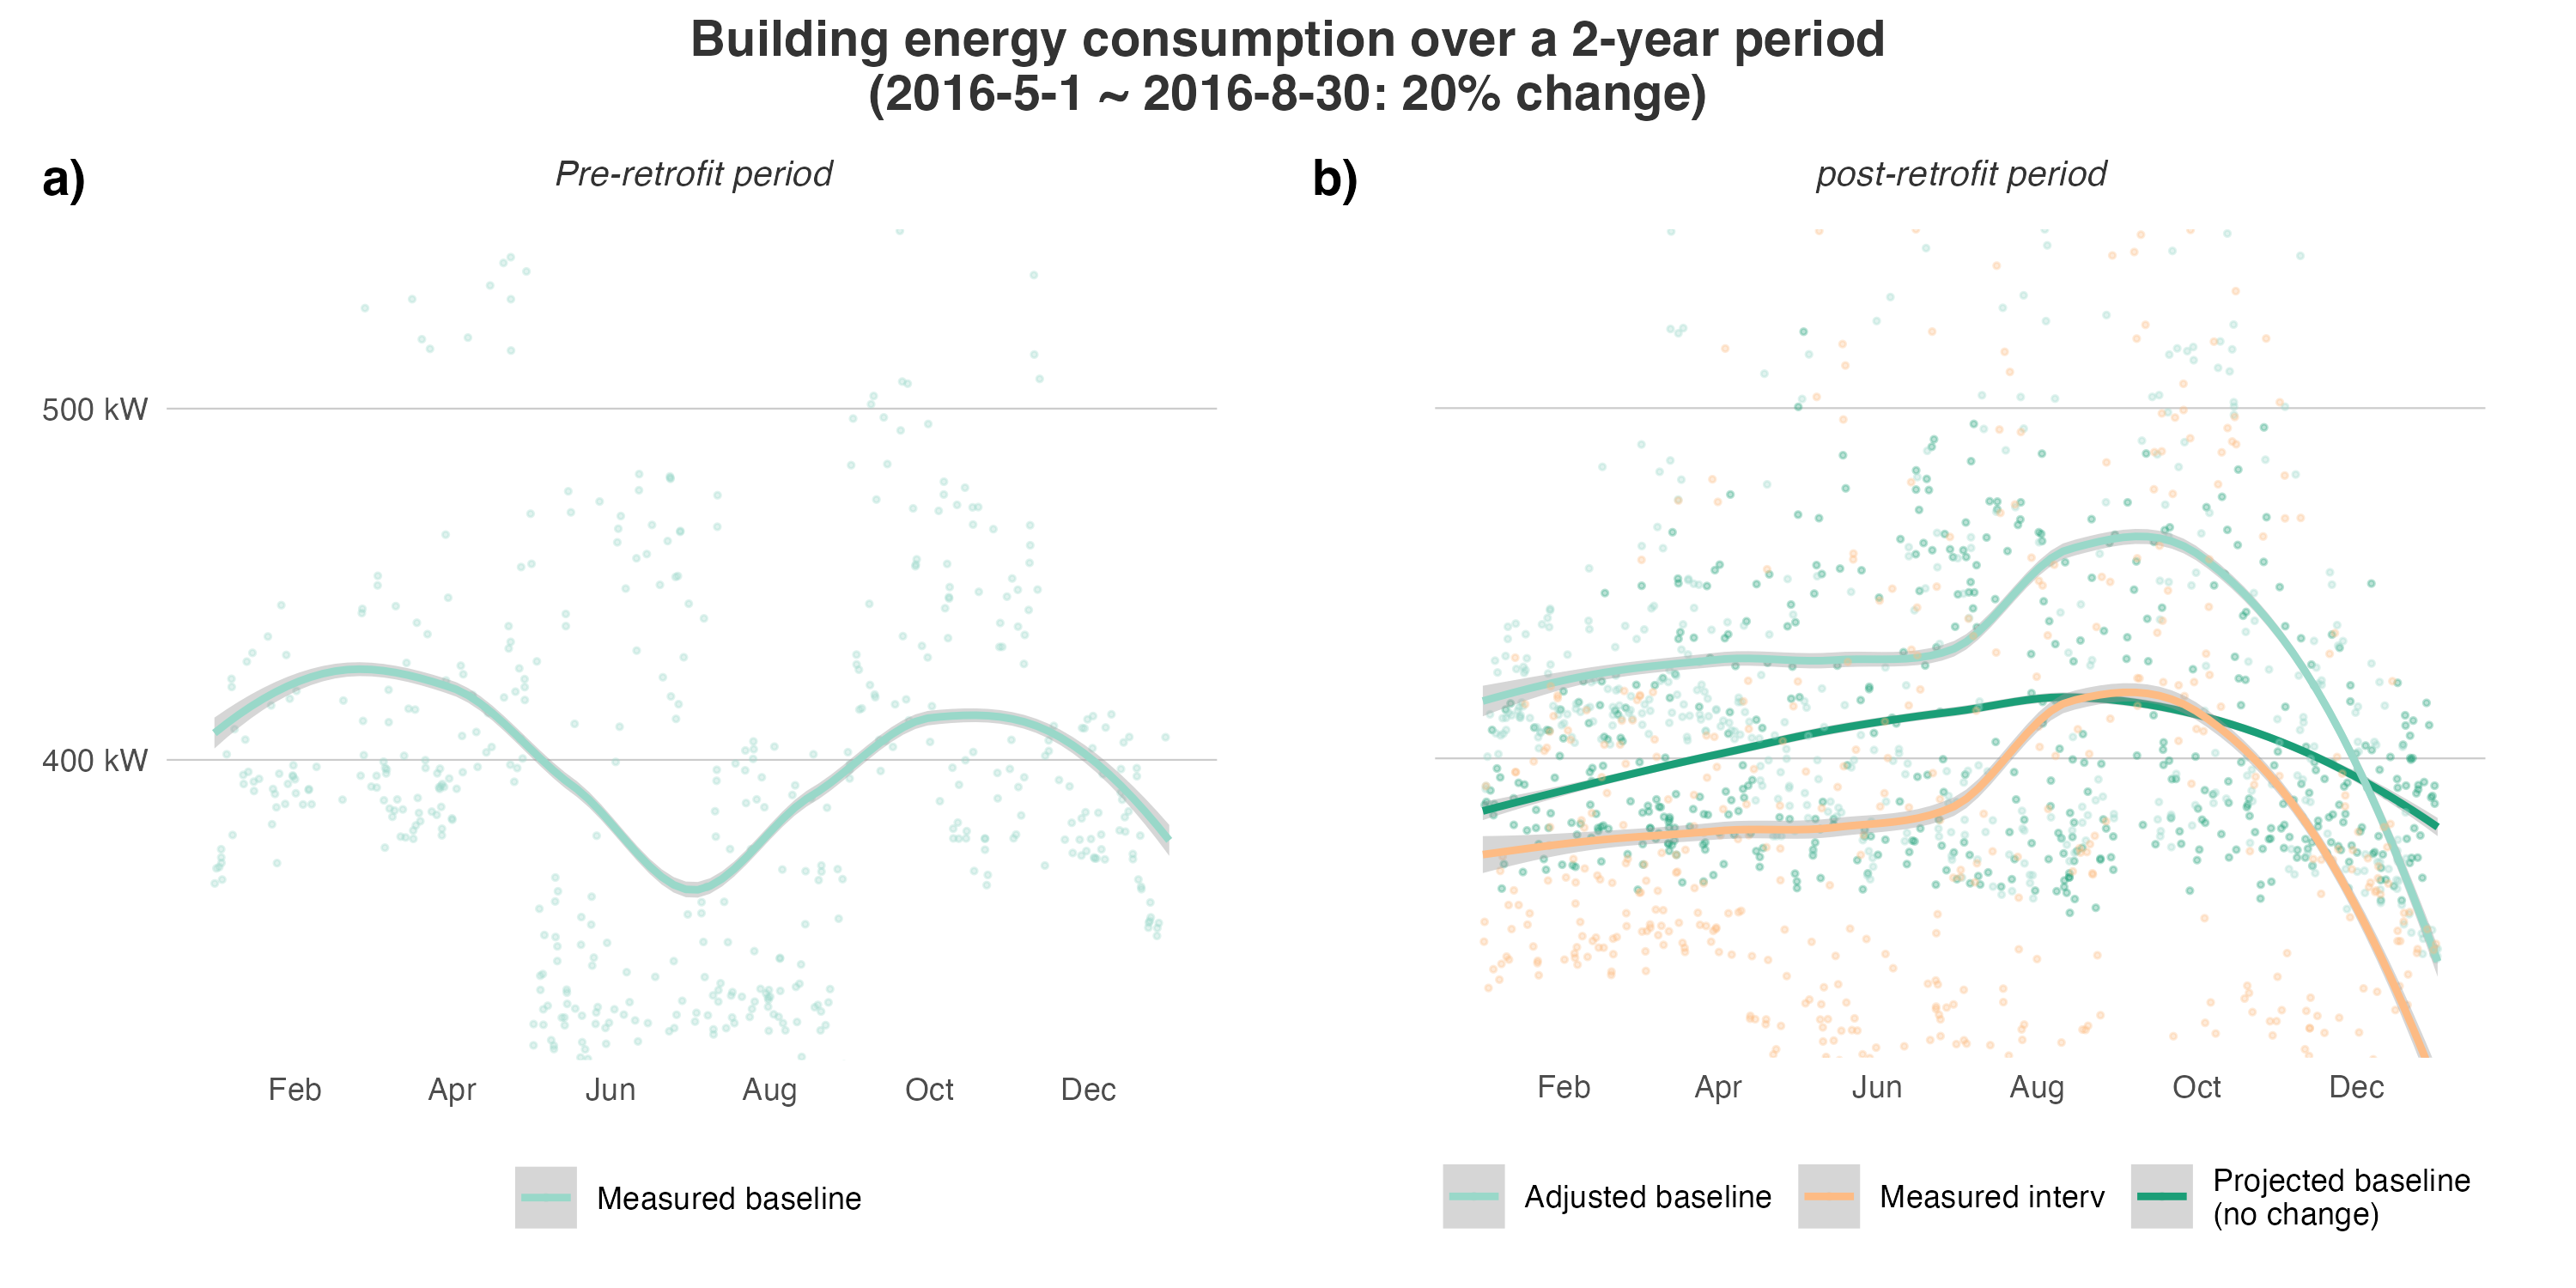 Building energy consumption over a 2-year period
(2016-5-1 ~ 2016-8-30: 20% change)
a)
Pre-retrofit period
500 kW
400 kW
Feb Apr Jun Aug Oct Dec
Measured baseline
b)
post-retrofit period
Feb Apr Jun Aug Oct Dec
Adjusted baseline
Measured interv
Projected baseline
(no change)